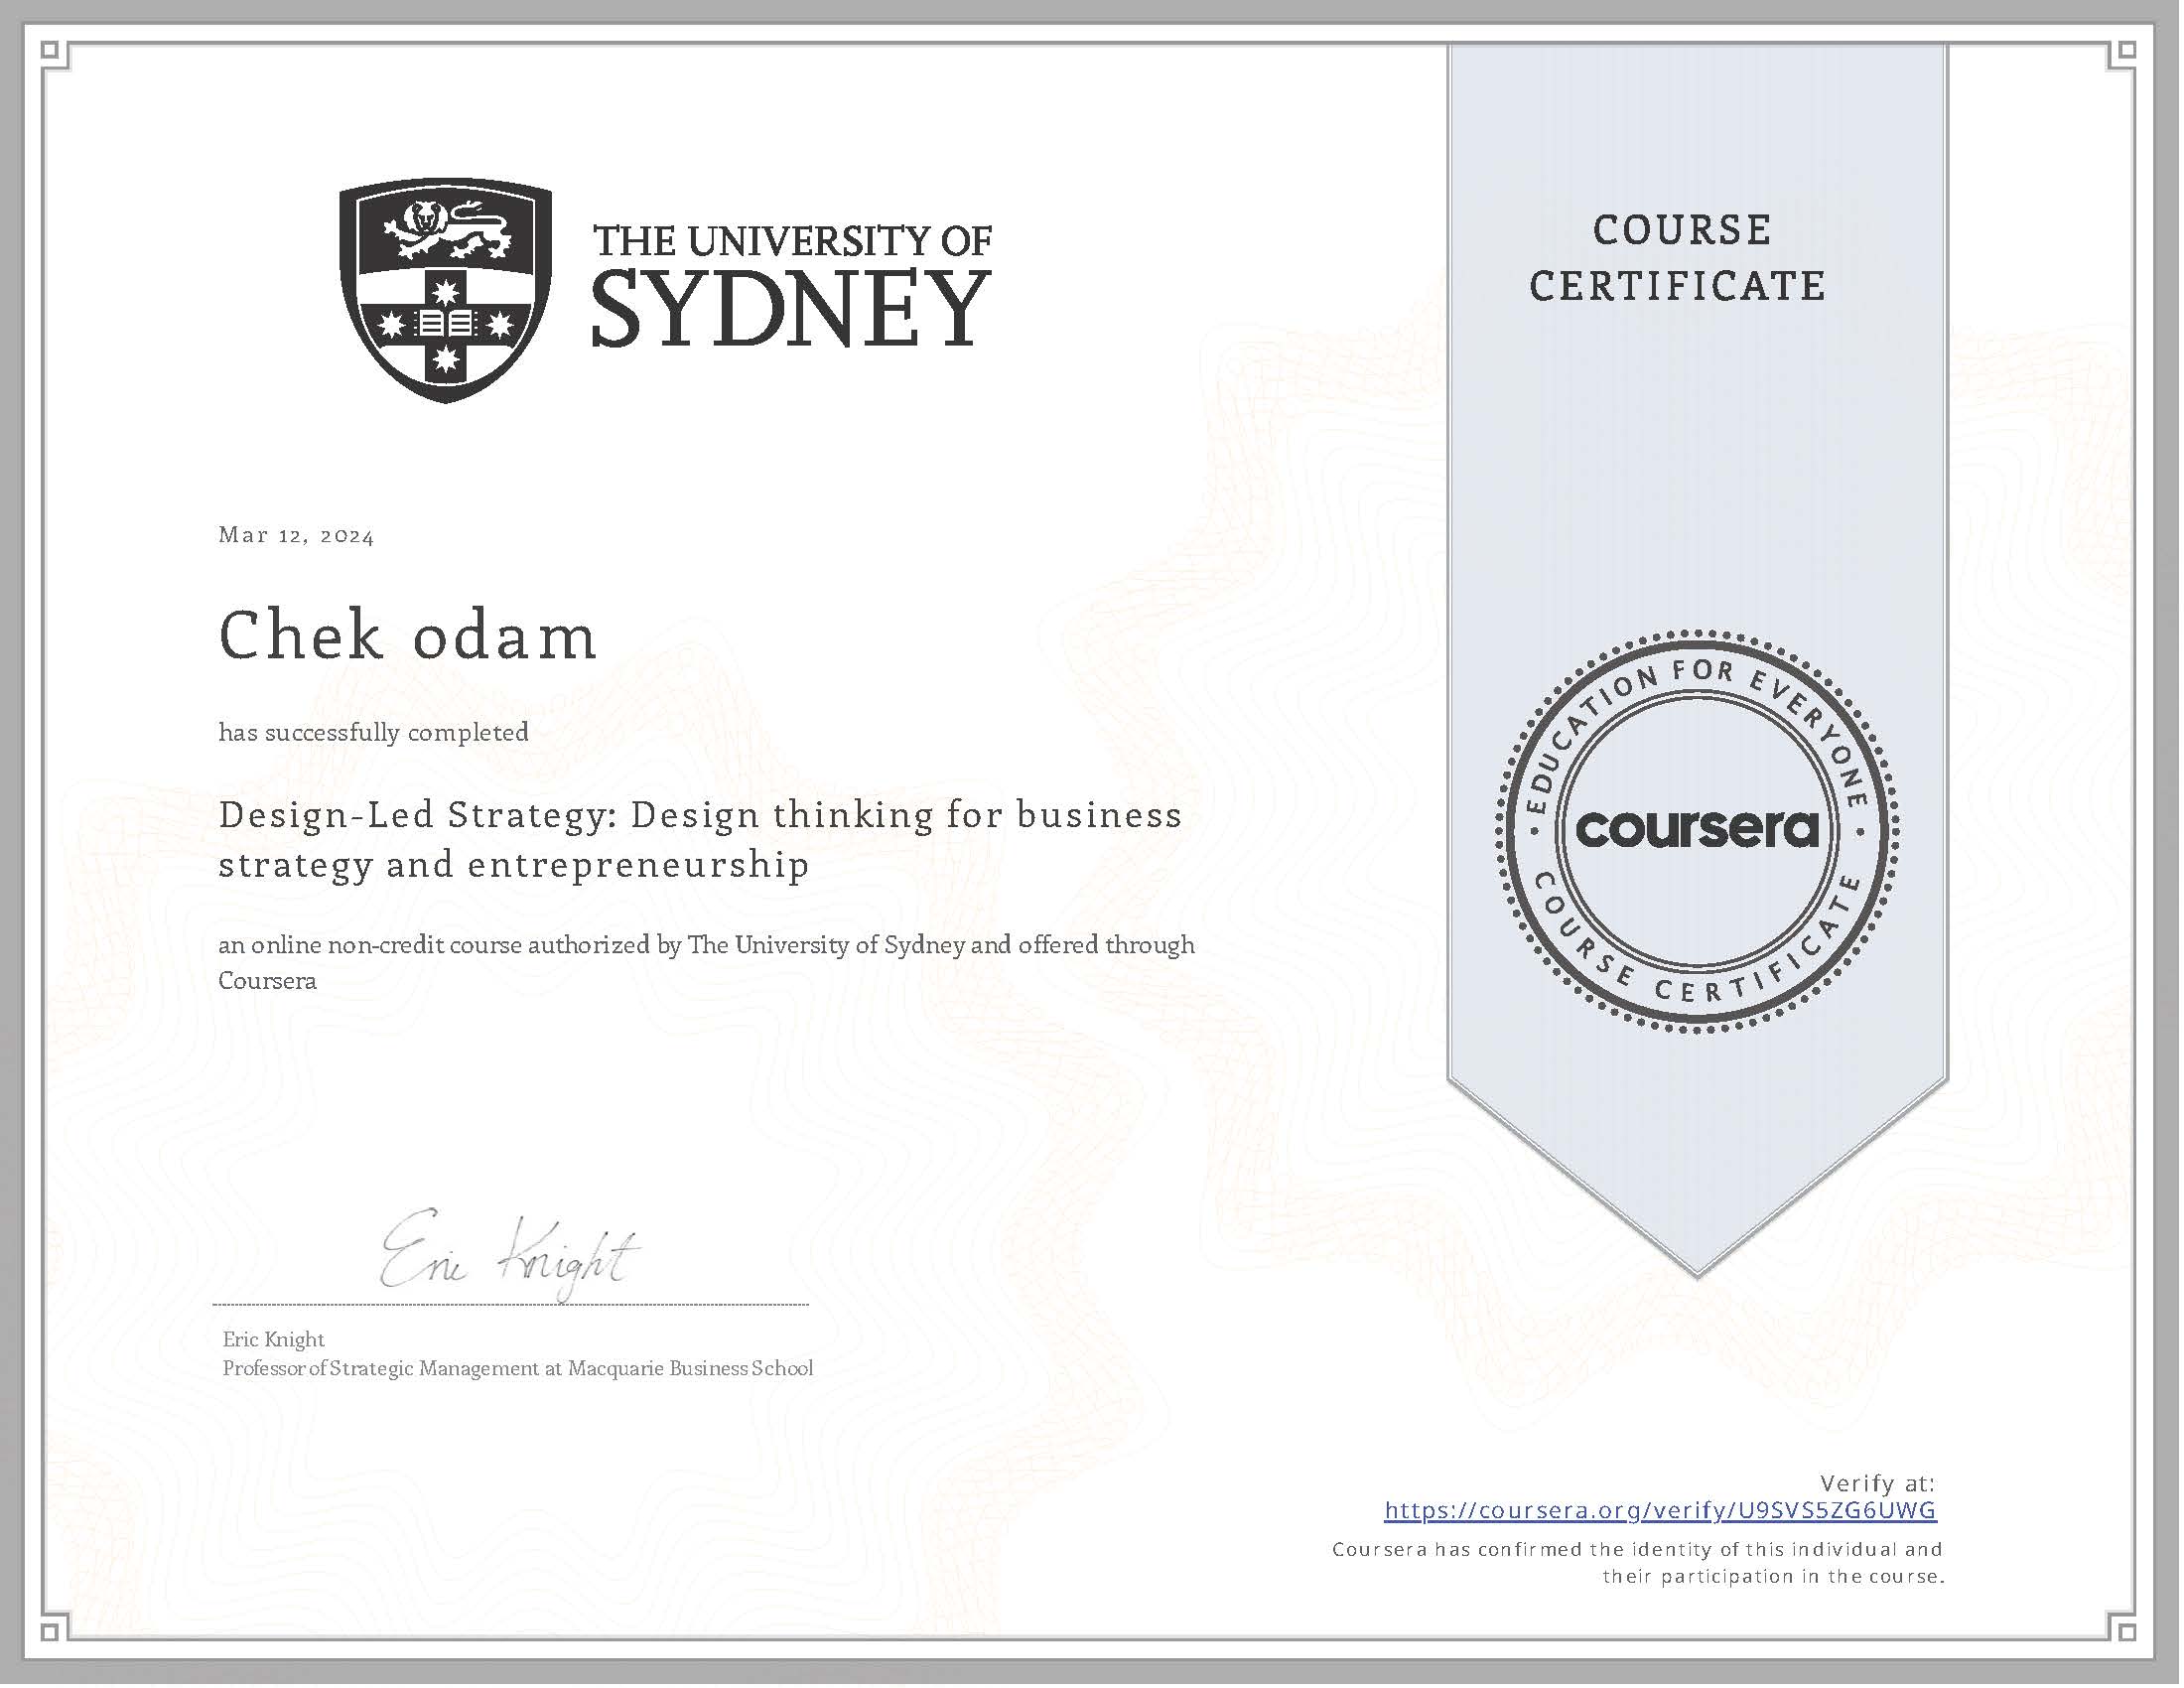 THE UNIVERSITY OF
SYDNEY
COURSE
CERTIFICATE
Mar 12, 2024
Chek odam
has successfully completed
Design-Led Strategy: Design thinking for business
strategy and entrepreneurship
an online non-credit course authorized by The University of Sydney and offered through
Coursera
EDUCATION FOR EVERYONE
coursera
COURSE CERTIFICATE
Eric Knight
Eric Knight
Professor of Strategic Management at Macquarie Business School
Verify at:
https://coursera.org/verify/U9SVS5ZG6UWG
Coursera has confirmed the identity of this individual and
their participation in the course.